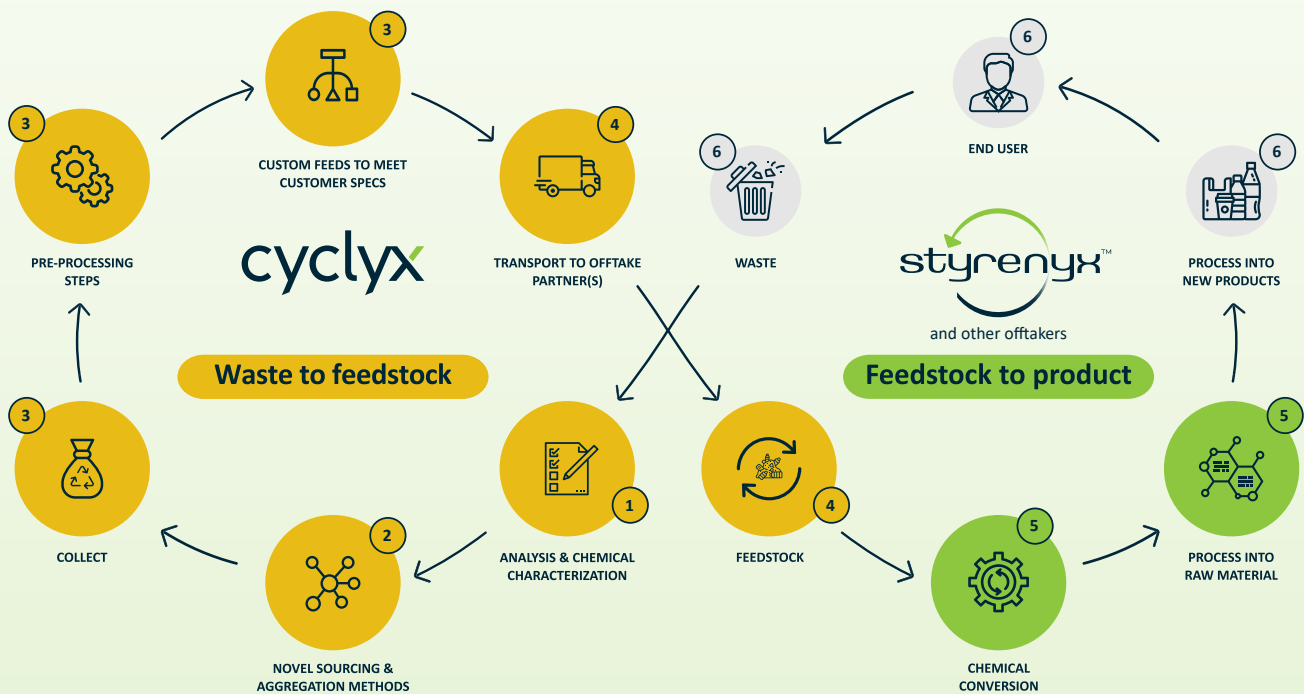 3
CUSTOM FEEDS TO MEET
CUSTOMER SPECS
3
PRE-PROCESSING
STEPS
4
TRANSPORT TO OFFTAKE
PARTNER(S)
cyclyx
Waste to feedstock
3
COLLECT
2
NOVEL SOURCING &
AGGREGATION METHODS
1
ANALYSIS & CHEMICAL
CHARACTERIZATION
6
END USER
6
WASTE
6
PROCESS INTO
NEW PRODUCTS
styrenyx™
and other offtakers
Feedstock to product
4
FEEDSTOCK
5
CHEMICAL
CONVERSION
5
PROCESS INTO
RAW MATERIAL